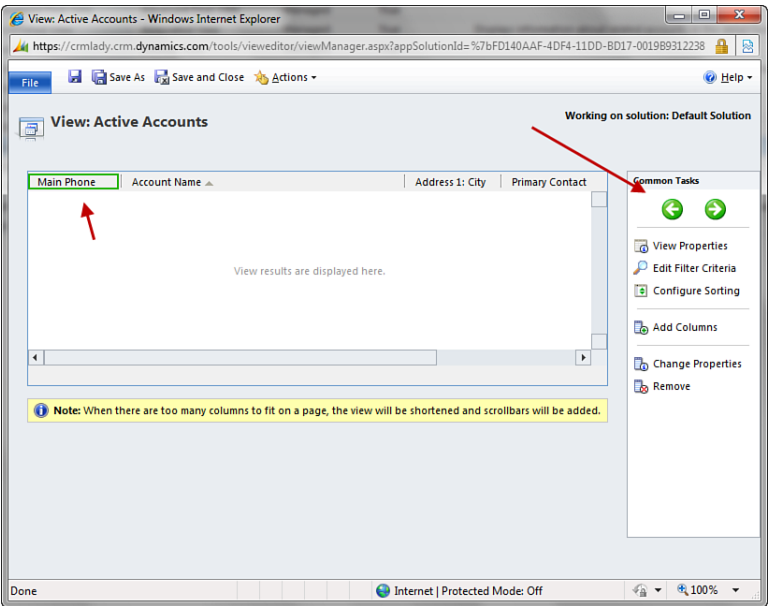 View: Active Accounts - Windows Internet Explorer
https://crmlady.crm.dynamics.com/tools/vieweditor/viewManager.aspx?appSolutionId=%7bFD140AAF-4DF4-11DD-BD17-0019B9312238
File Save As Save and Close Actions Help
View: Active Accounts
Working on solution: Default Solution
Main Phone Account Name Address 1: City Primary Contact
Common Tasks
View results are displayed here.
View Properties
Edit Filter Criteria
Configure Sorting
Add Columns
Change Properties
Remove
Note: When there are too many columns to fit on a page, the view will be shortened and scrollbars will be added.
Done Internet | Protected Mode: Off 100%